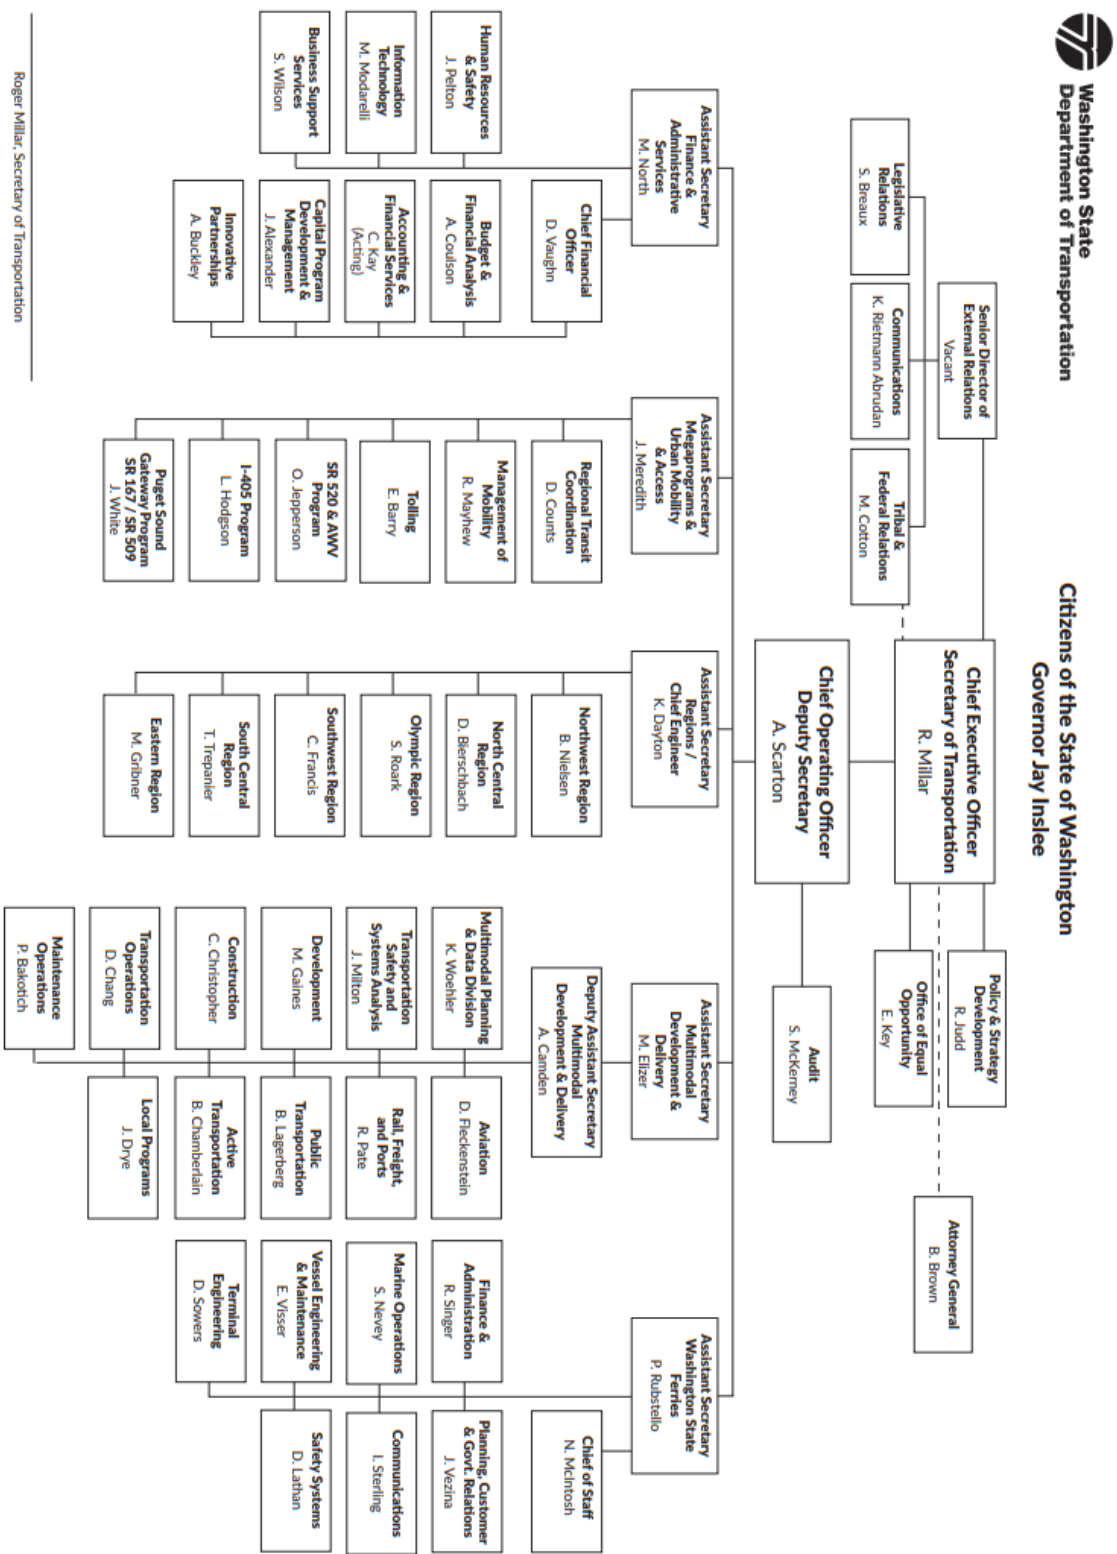 Washington State
Department of Transportation
Citizens of the State of Washington
Governor Jay Inslee
Senior Director of
External Relations
Vacant
Legislative
Relations
S. Breaux
Communications
K. Rietmann Abrudan
Tribal &
Federal Relations
M. Cotton
Chief Executive Officer
Secretary of Transportation
R. Millar
Policy & Strategy
Development
R. Judd
Office of Equal
Opportunity
E. Key
Attorney General
B. Brown
Chief Operating Officer
Deputy Secretary
A. Scarton
Audit
S. McKerney
Assistant Secretary
Finance &
Administrative
Services
M. North
Chief Financial
Officer
D. Vaughn
Human Resources
& Safety
J. Pelton
Budget &
Financial Analysis
A. Coulson
Information
Technology
M. Modarelli
Accounting &
Financial Services
C. Kay
(Acting)
Business Support
Services
S. Wilson
Capital Program
Development &
Management
J. Alexander
Innovative
Partnerships
A. Buckley
Assistant Secretary
Megaprograms &
Urban Mobility
& Access
J. Meredith
Regional Transit
Coordination
D. Counts
Management of
Mobility
R. Mayhew
Tolling
E. Barry
SR 520 & AWV
Program
O. Jepperson
I-405 Program
L. Hodgson
Puget Sound
Gateway Program
SR 167 / SR 509
J. White
Assistant Secretary
Regions /
Chief Engineer
K. Dayton
Northwest Region
B. Nielsen
North Central
Region
D. Bierschbach
Olympic Region
S. Roark
Southwest Region
C. Francis
South Central
Region
T. Trepanier
Eastern Region
M. Gribner
Assistant Secretary
Multimodal
Development &
Delivery
M. Elizer
Deputy Assistant Secretary
Multimodal
Development & Delivery
A. Camden
Multimodal Planning
& Data Division
K. Woehler
Aviation
D. Fleckenstein
Transportation
Safety and
Systems Analysis
J. Milton
Rail, Freight,
and Ports
R. Pate
Development
M. Gaines
Public
Transportation
B. Lagerberg
Construction
C. Christopher
Active
Transportation
B. Chamberlain
Transportation
Operations
D. Chang
Local Programs
J. Drye
Maintenance
Operations
P. Bakotich
Assistant Secretary
Washington State
Ferries
P. Rubstello
Chief of Staff
N. McIntosh
Finance &
Administration
R. Singer
Planning, Customer
& Govt. Relations
J. Vezina
Marine Operations
S. Nevey
Communications
I. Sterling
Vessel Engineering
& Maintenance
E. Visser
Safety Systems
D. Lathan
Terminal
Engineering
D. Sowers
Roger Millar, Secretary of Transportation